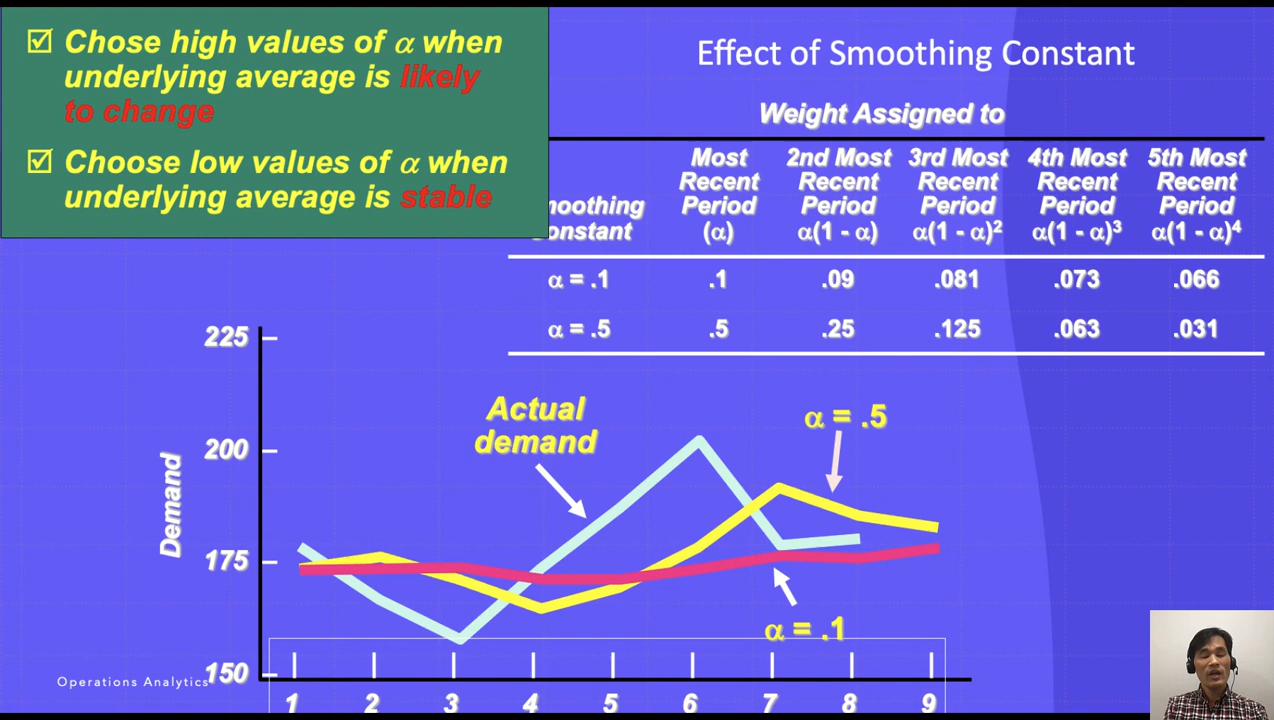 ☑ Chose high values of α when
underlying average is likely
to change
☑ Choose low values of α when
underlying average is stable
Effect of Smoothing Constant
Weight Assigned to
Most 2nd Most 3rd Most 4th Most 5th Most
Recent Recent Recent Recent Recent
moothing Period Period Period Period Period
onstant (α) α(1 - α) α(1 - α)² α(1 - α)³ α(1 - α)⁴
α = .1 .1 .09 .081 .073 .066
α = .5 .5 .25 .125 .063 .031
225
200
175
150
Demand
Actual
demand
α = .5
α = .1
Operations Analytics
1 2 3 4 5 6 7 8 9